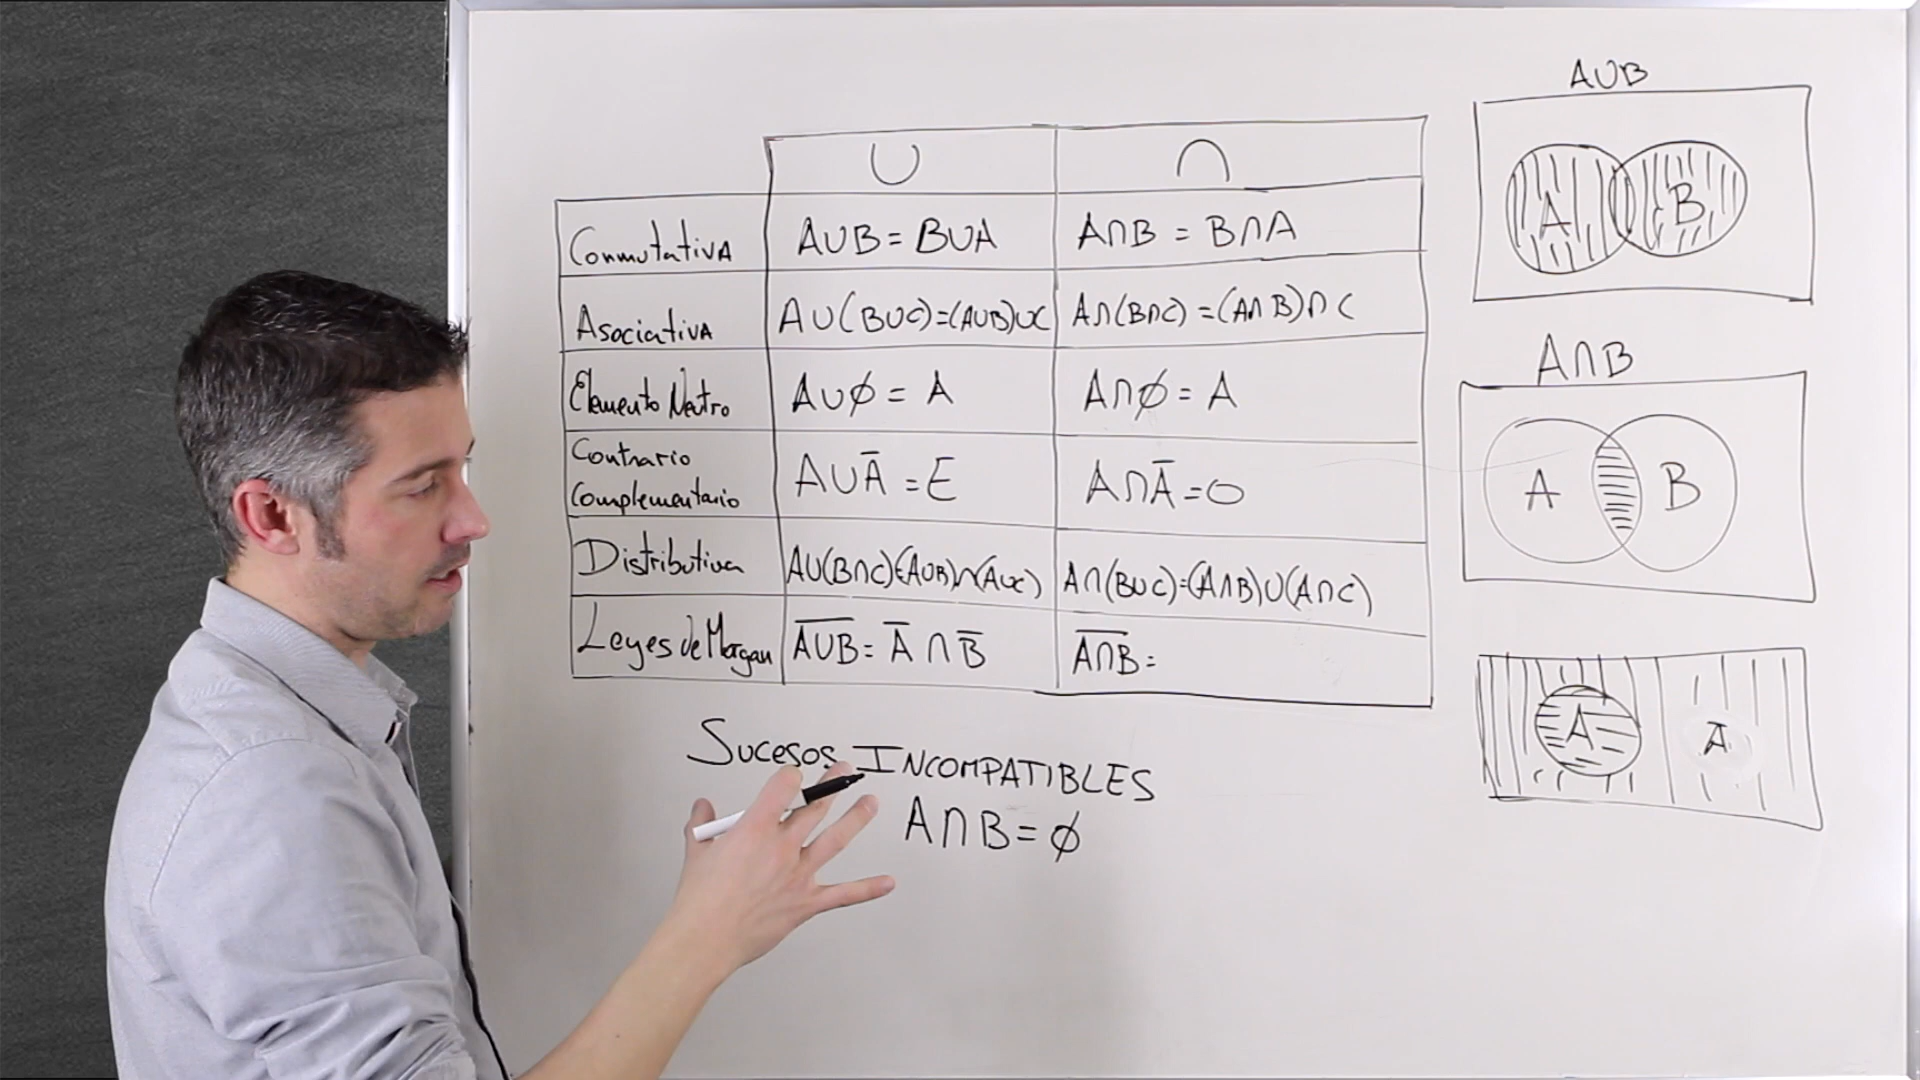 ∪ ∩
Conmutativa A∪B = B∪A A∩B = B∩A
Asociativa A∪(B∪C)=(A∪B)∪C A∩(B∩C)=(A∩B)∩C
Elemento Neutro A∪∅ = A A∩∅ = A
Contrario
Complementario A∪A̅ = E A∩A̅ = O
Distributiva A∪(B∩C)=(A∪B)∩(A∪C) A∩(B∪C)=(A∩B)∪(A∩C)
Leyes de Morgan A̅∪̅B̅ = A̅ ∩ B̅ A̅∩̅B̅ =
Sucesos INCOMPATIBLES
A∩B = ∅
A∪B
A B
A∩B
A B
A A̅